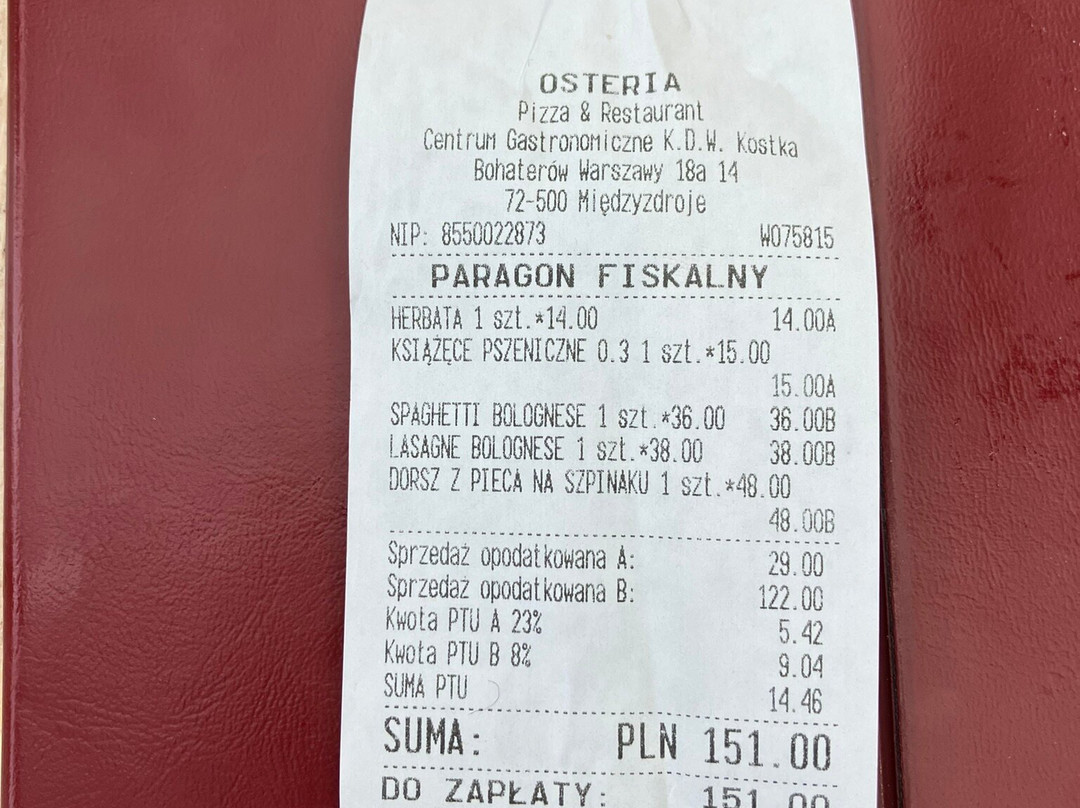 OSTERIA
Pizza & Restaurant
Centrum Gastronomiczne K.D.W. Kostka
Bohaterów Warszawy 18a 14
72-500 Międzyzdroje
NIP: 8550022873 W075815
PARAGON FISKALNY
HERBATA 1 szt.*14.00 14.00A
KSIĄŻĘCE PSZENICZNE 0.3 1 szt.*15.00
15.00A
SPAGHETTI BOLOGNESE 1 szt.*36.00 36.00B
LASAGNE BOLOGNESE 1 szt.*38.00 38.00B
DORSZ Z PIECA NA SZPINAKU 1 szt.*48.00
48.00B
Sprzedaż opodatkowana A: 29.00
Sprzedaż opodatkowana B: 122.00
Kwota PTU A 23% 5.42
Kwota PTU B 8% 9.04
SUMA PTU 14.46
SUMA: PLN 151.00
DO ZAPŁATY: 151.00